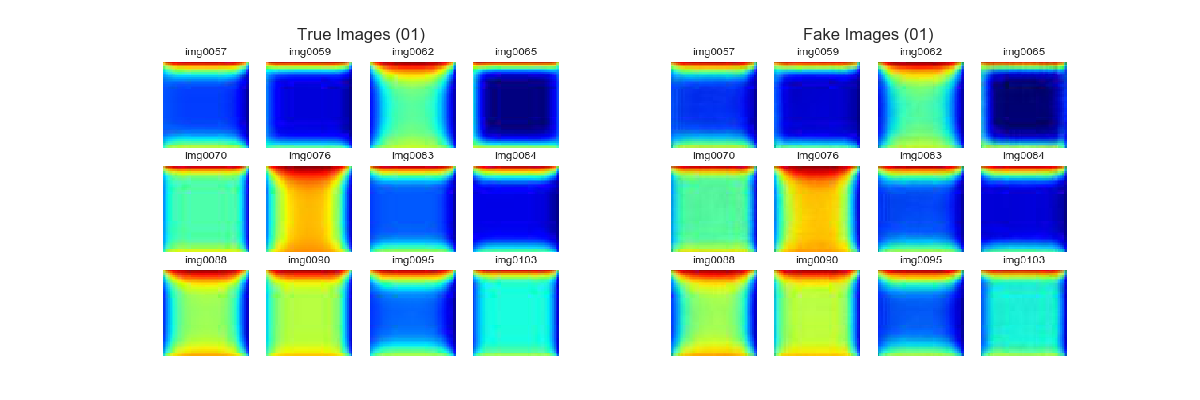 True Images (01)
Fake Images (01)
img0057 img0059 img0062 img0065
img0057 img0059 img0062 img0065
img0070 img0076 img0083 img0084
img0070 img0076 img0083 img0084
img0088 img0090 img0095 img0103
img0088 img0090 img0095 img0103